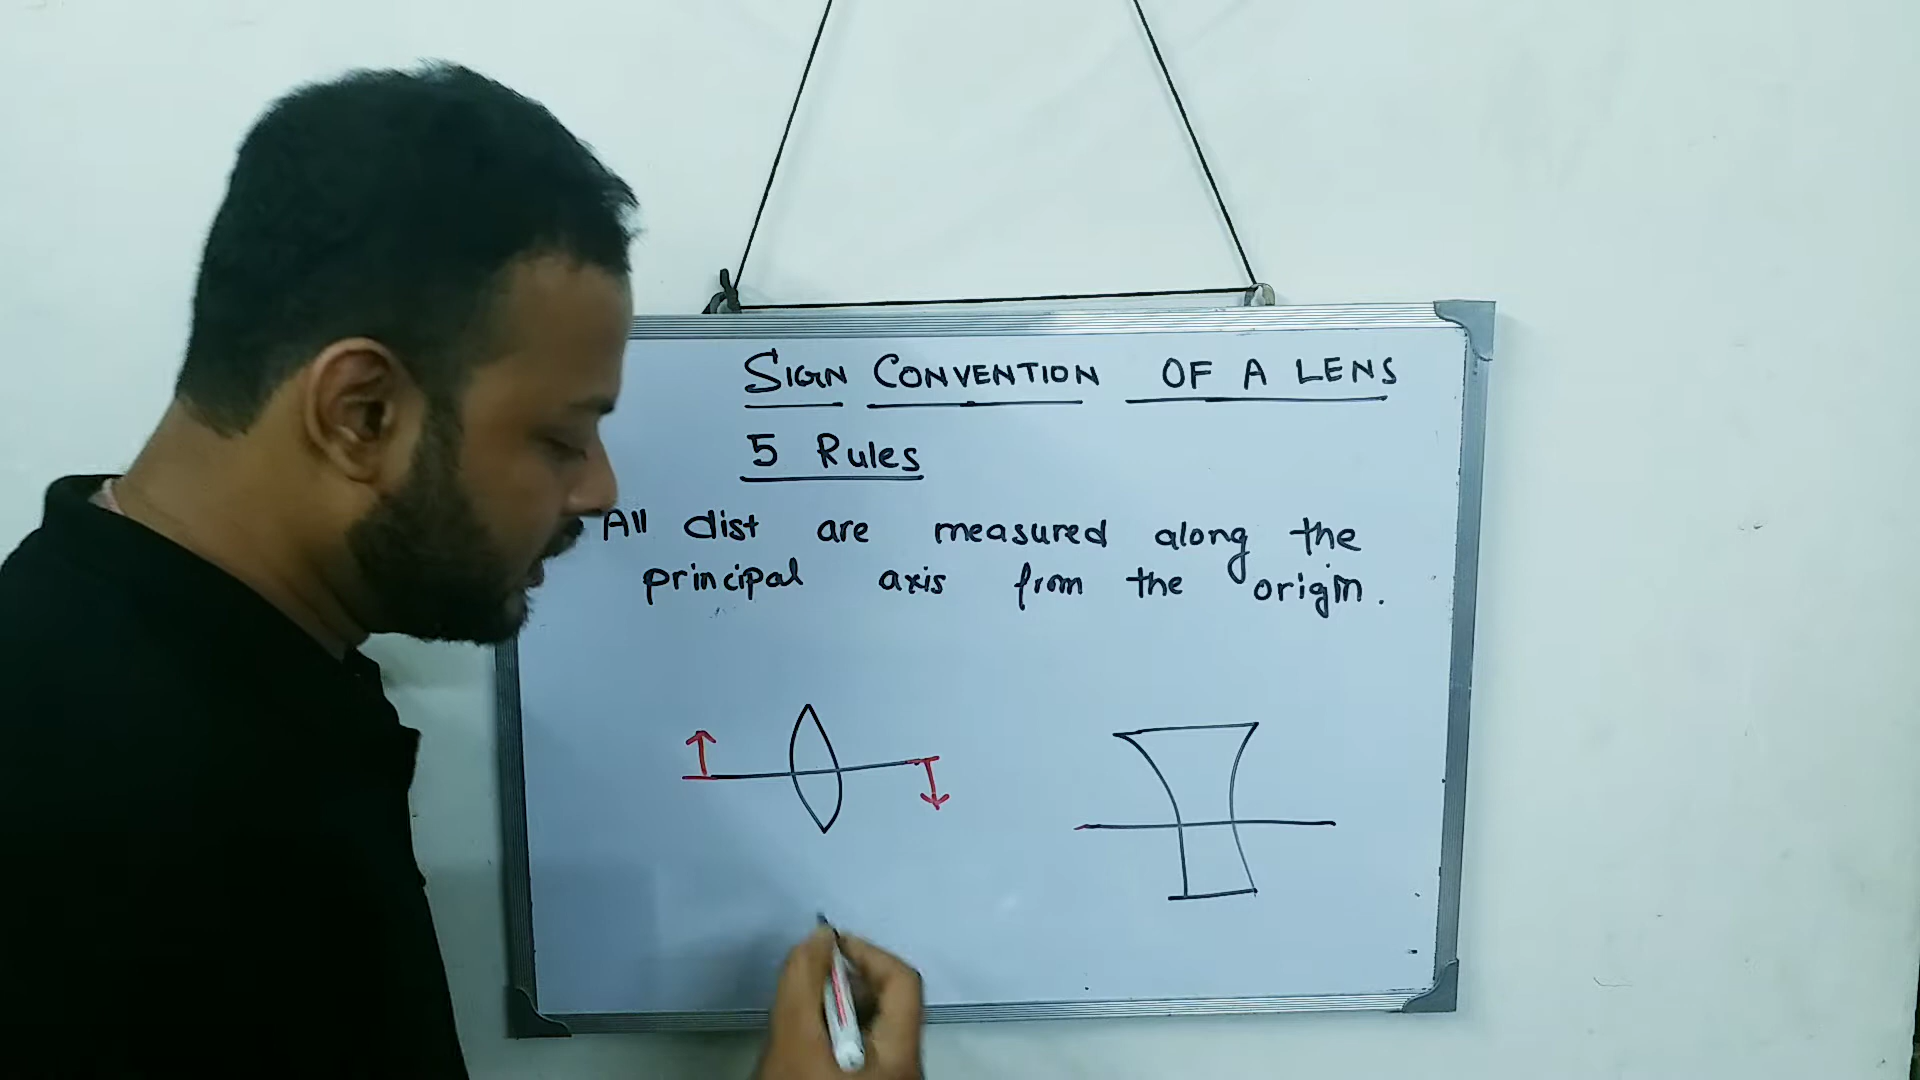 SIGN CONVENTION OF A LENS
5 Rules
All dist are measured along the
principal axis from the origin.